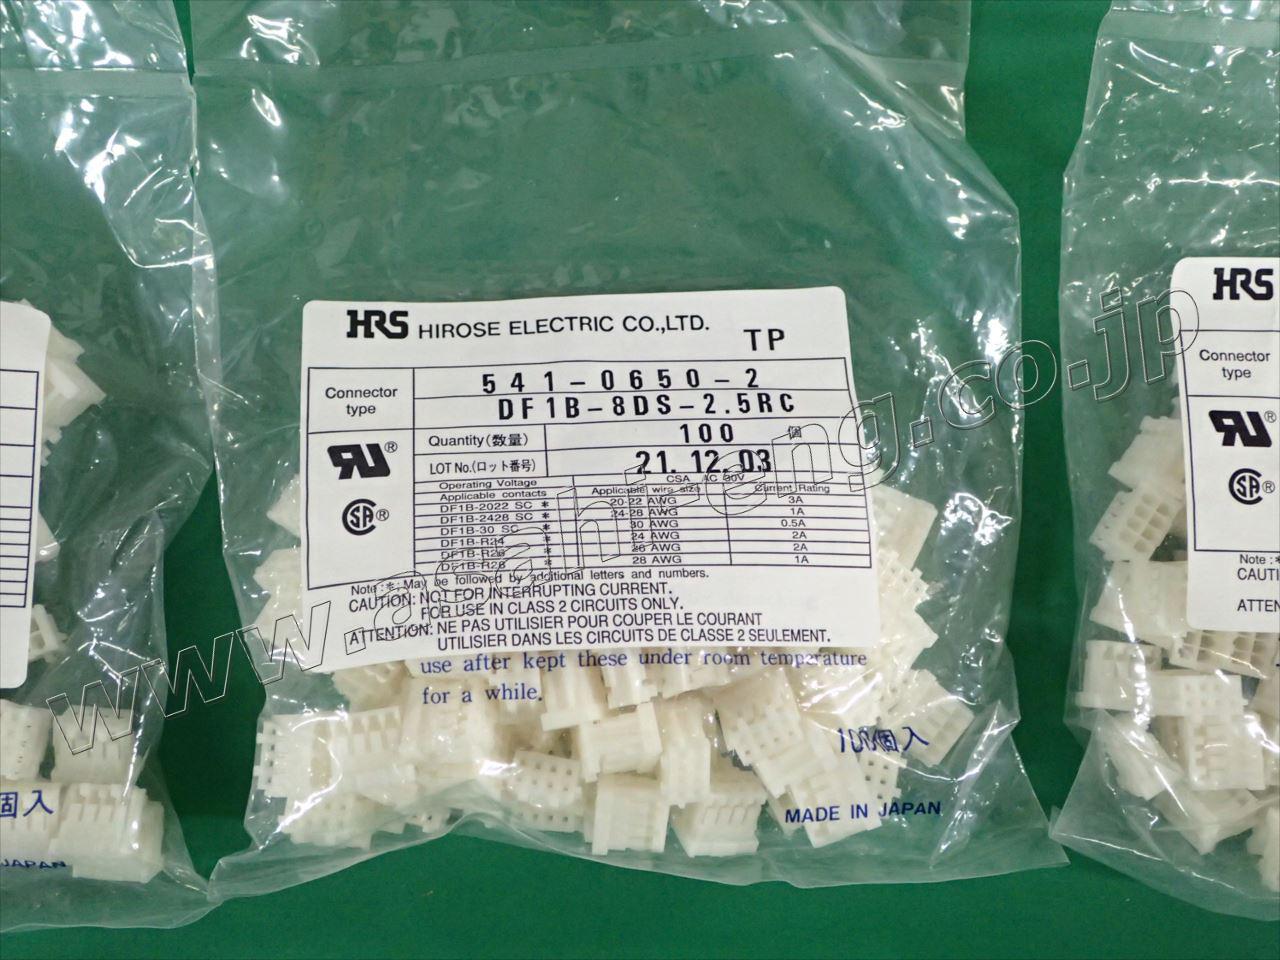 HRS HIROSE ELECTRIC CO.,LTD.
TP
Connector type
541-0650-2
DF1B-8DS-2.5RC
Quantity(数量) 100 個
LOT No.(ロット番号) 21.12.03
Operating Voltage CSA AC 30V
Applicable contacts Applicable wire size Current Rating
DF1B-2022 SC * 20-22 AWG 3A
DF1B-2428 SC * 24-28 AWG 1A
DF1B-30 SC * 30 AWG 0.5A
DF1B-R24 * 24 AWG 2A
DF1B-R26 * 26 AWG 2A
DF1B-R28 * 28 AWG 1A
Note:*: May be followed by additional letters and numbers.
CAUTION: NOT FOR INTERRUPTING CURRENT.
FOR USE IN CLASS 2 CIRCUITS ONLY.
ATTENTION: NE PAS UTILISIER POUR COUPER LE COURANT
UTILISIER DANS LES CIRCUITS DE CLASSE 2 SEULEMENT.
use after kept these under room temperature
for a while.
100個入
MADE IN JAPAN
個入
JAPAN
HRS
Connector
type
Note:*
CAUTI
ATTEN